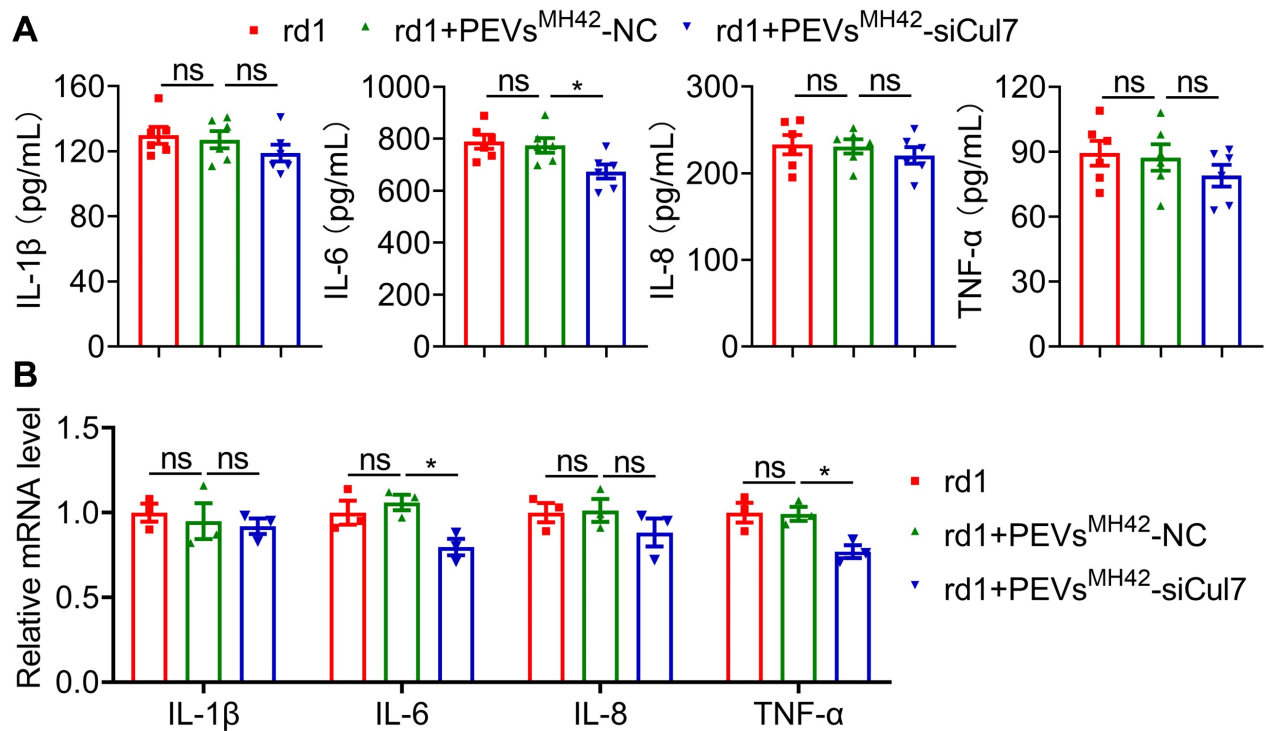 A
rd1 rd1+PEVsMH42-NC rd1+PEVsMH42-siCul7
IL-1β (pg/mL)
160
120
80
40
0
ns ns
IL-6 (pg/mL)
1000
800
600
400
200
0
ns *
IL-8 (pg/mL)
300
200
100
0
ns ns
TNF-α (pg/mL)
120
90
60
30
0
ns ns
B
Relative mRNA level
1.5
1.0
0.5
0.0
ns ns ns * ns ns ns *
IL-1β IL-6 IL-8 TNF-α
rd1
rd1+PEVsMH42-NC
rd1+PEVsMH42-siCul7